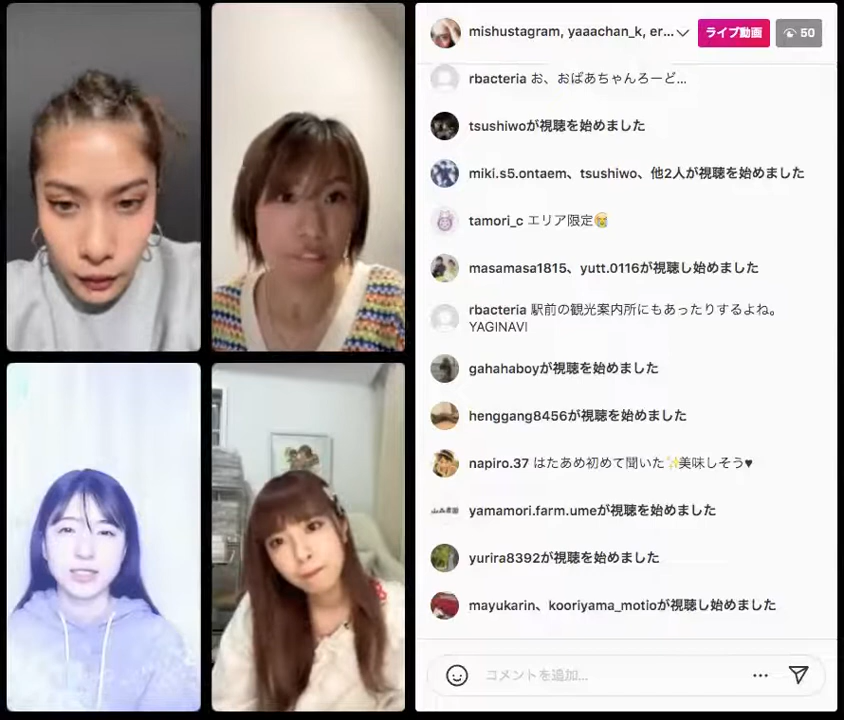 mishustagram, yaaachan_k, er...
ライブ動画
50
rbacteria お、おばあちゃんろーど...
tsushiwoが視聴を始めました
miki.s5.ontaem、tsushiwo、他2人が視聴を始めました
tamori_c エリア限定😭
masamasa1815、yutt.0116が視聴し始めました
rbacteria 駅前の観光案内所にもあったりするよね。
YAGINAVI
gahahaboyが視聴を始めました
henggang8456が視聴を始めました
napiro.37 はたあめ初めて聞いた✨美味しそう♥
yamamori.farm.umeが視聴を始めました
yurira8392が視聴を始めました
mayukarin、kooriyama_motioが視聴し始めました
コメントを追加...